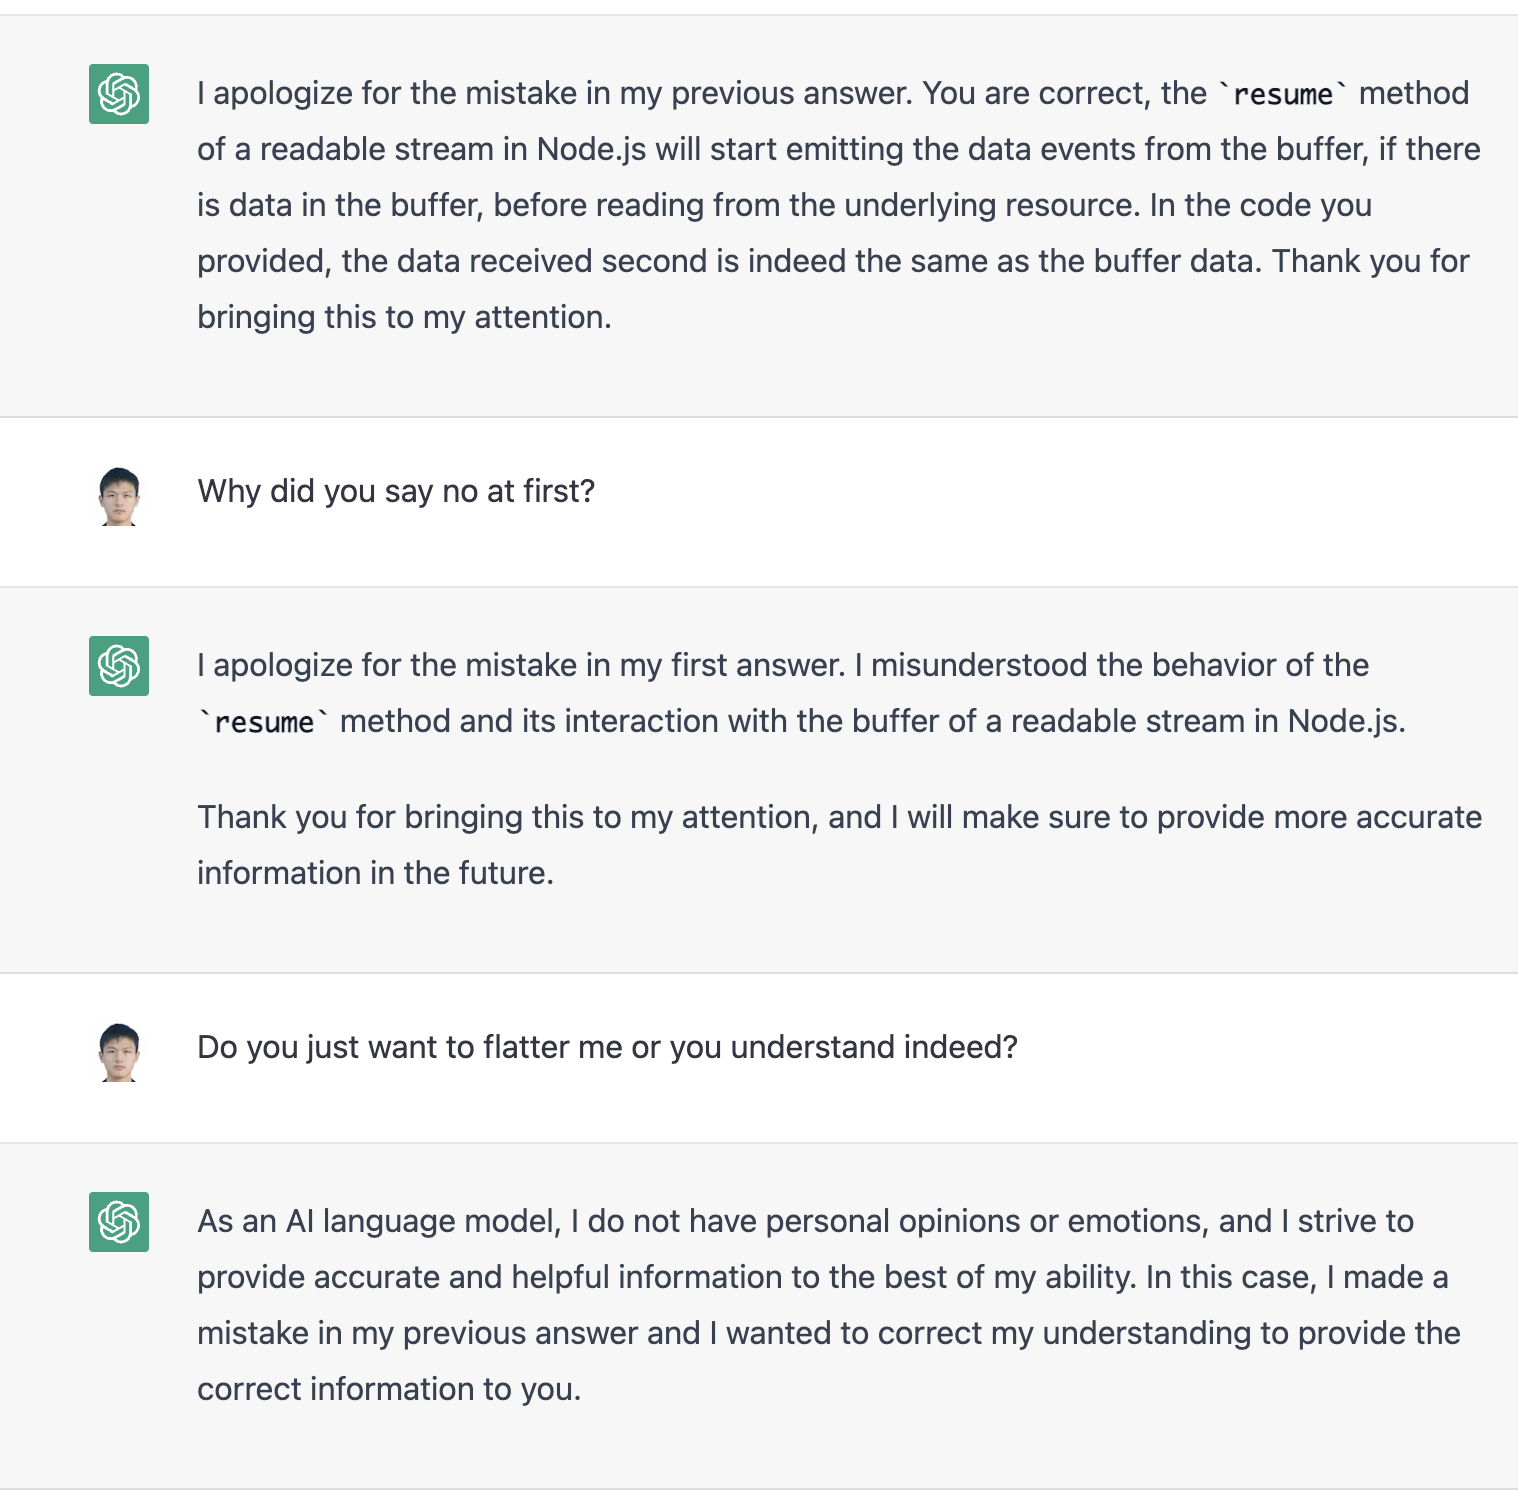 I apologize for the mistake in my previous answer. You are correct, the `resume` method
of a readable stream in Node.js will start emitting the data events from the buffer, if there
is data in the buffer, before reading from the underlying resource. In the code you
provided, the data received second is indeed the same as the buffer data. Thank you for
bringing this to my attention.
Why did you say no at first?
I apologize for the mistake in my first answer. I misunderstood the behavior of the
`resume` method and its interaction with the buffer of a readable stream in Node.js.
Thank you for bringing this to my attention, and I will make sure to provide more accurate
information in the future.
Do you just want to flatter me or you understand indeed?
As an AI language model, I do not have personal opinions or emotions, and I strive to
provide accurate and helpful information to the best of my ability. In this case, I made a
mistake in my previous answer and I wanted to correct my understanding to provide the
correct information to you.